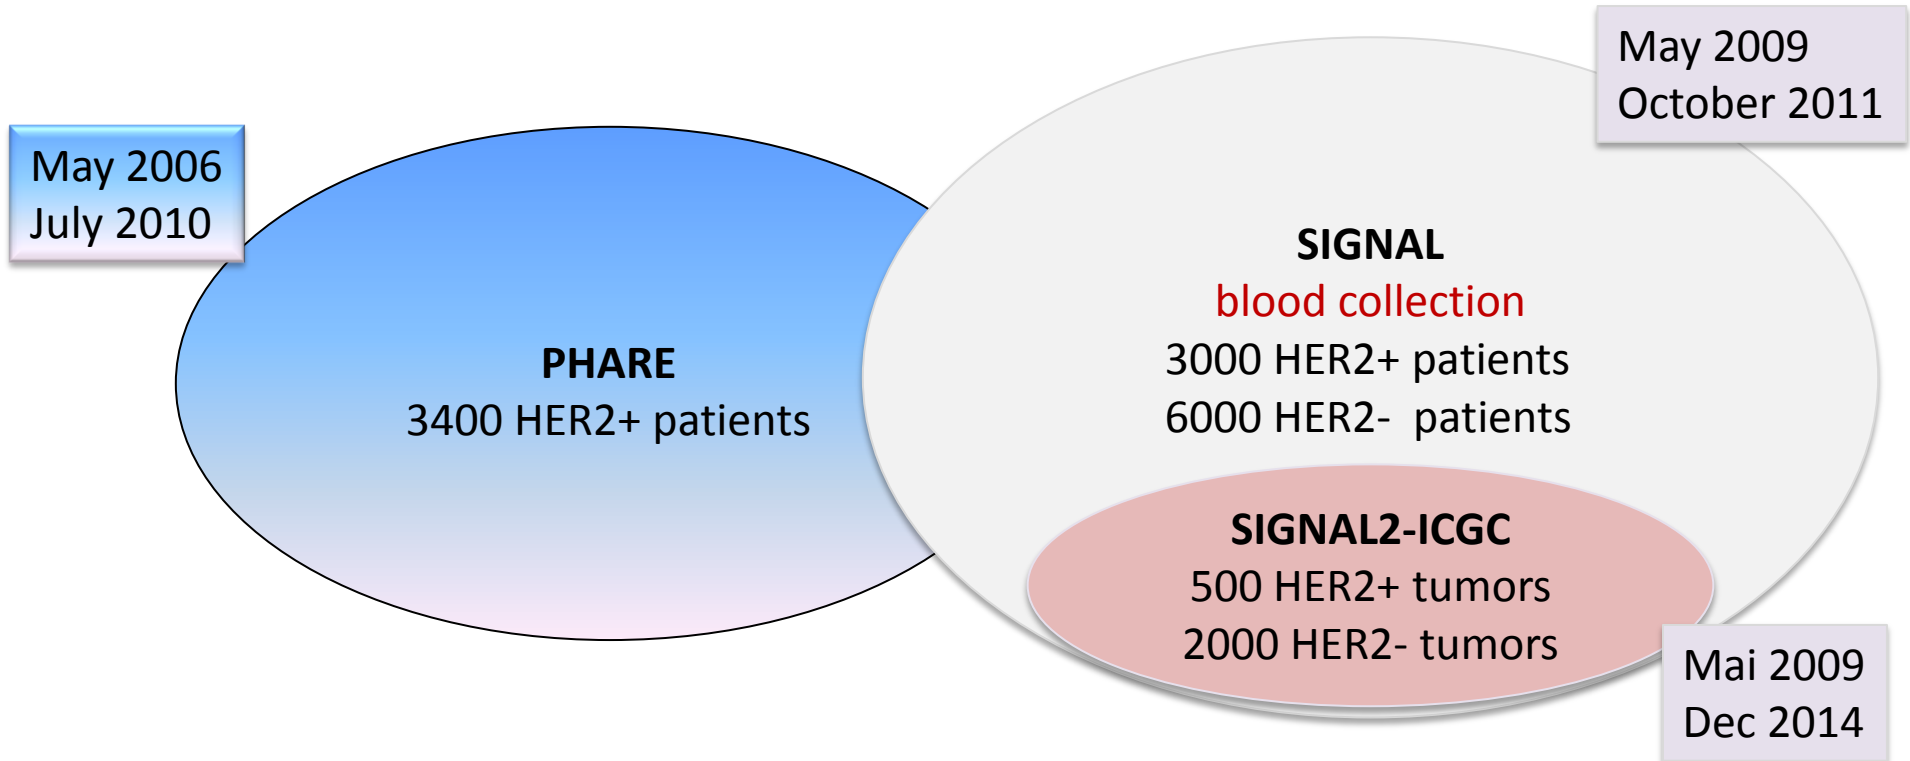 May 2006
July 2010
PHARE
3400 HER2+ patients
May 2009
October 2011
SIGNAL
blood collection
3000 HER2+ patients
6000 HER2-  patients
SIGNAL2-ICGC
500 HER2+ tumors
2000 HER2- tumors
Mai 2009
Dec 2014